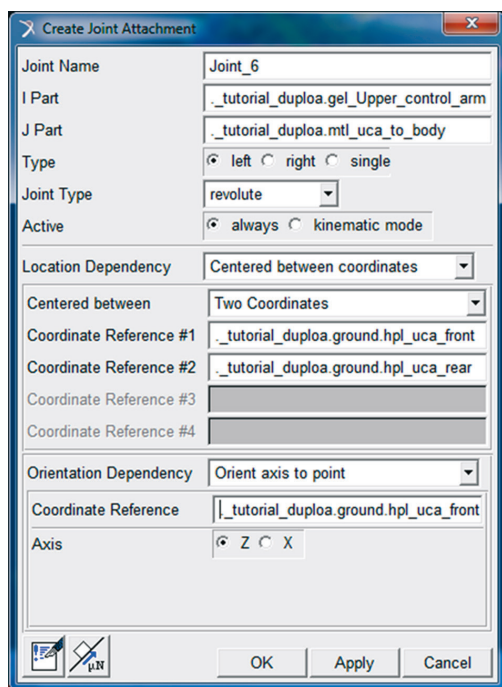 Create Joint Attachment
Joint Name Joint_6
I Part ._tutorial_duploa.gel_Upper_control_arm
J Part ._tutorial_duploa.mtl_uca_to_body
Type left right single
Joint Type revolute
Active always kinematic mode
Location Dependency Centered between coordinates
Centered between Two Coordinates
Coordinate Reference #1 ._tutorial_duploa.ground.hpl_uca_front
Coordinate Reference #2 ._tutorial_duploa.ground.hpl_uca_rear
Coordinate Reference #3
Coordinate Reference #4
Orientation Dependency Orient axis to point
Coordinate Reference ._tutorial_duploa.ground.hpl_uca_front
Axis Z X
μN OK Apply Cancel